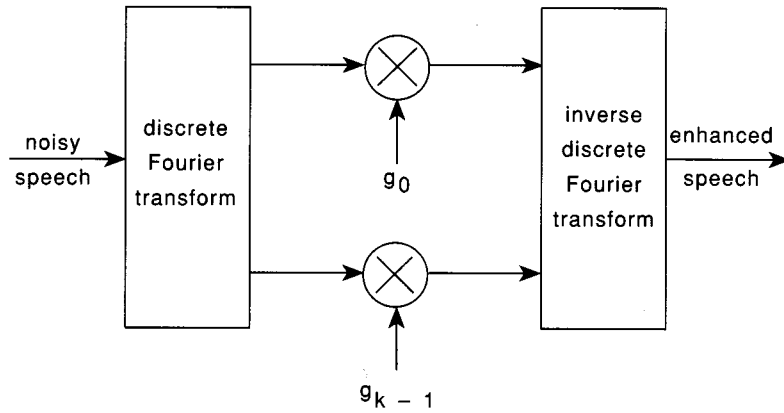 noisy
speech
discrete
Fourier
transform
g0
gk − 1
inverse
discrete
Fourier
transform
enhanced
speech